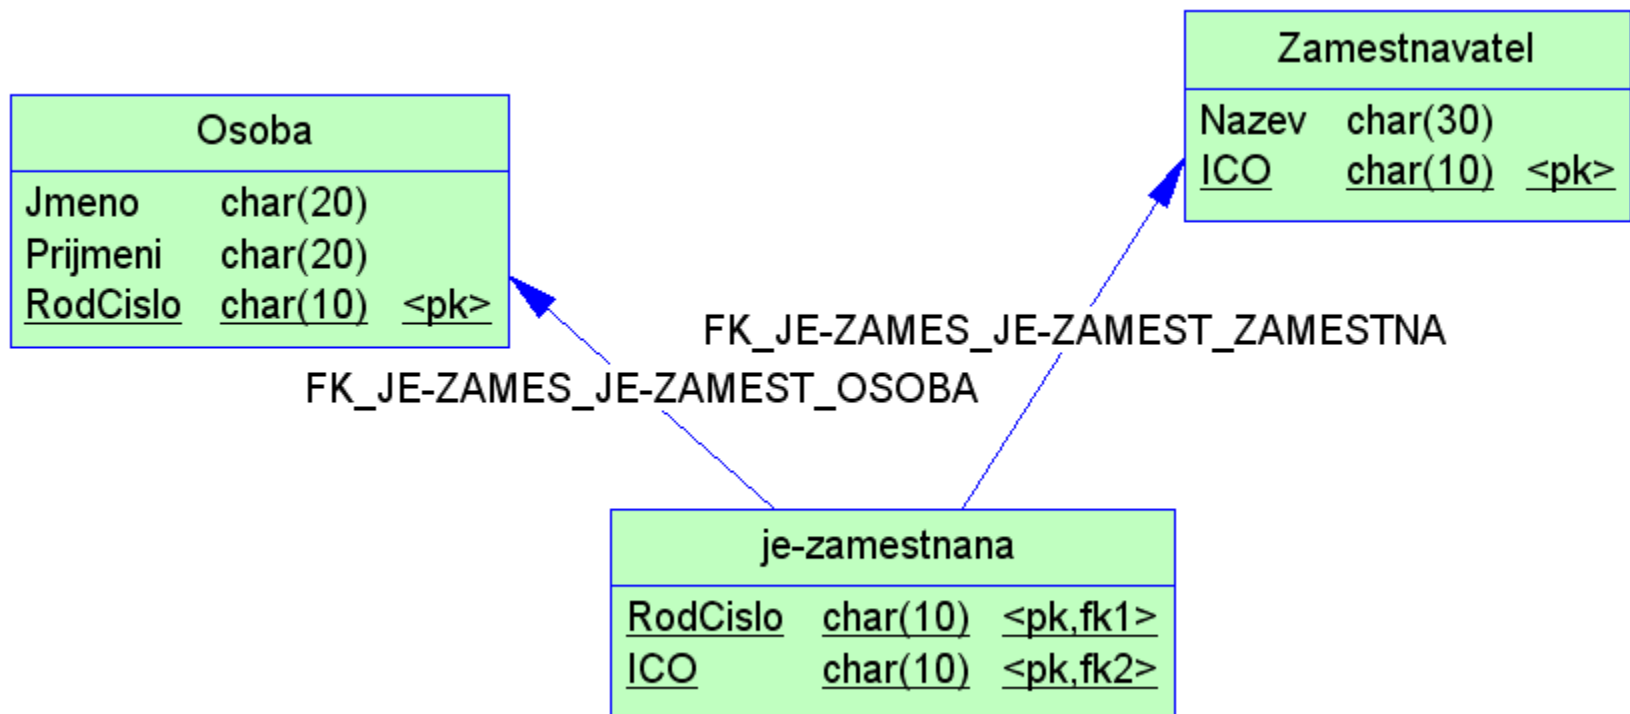 Zamestnavatel
Nazev char(30)
ICO char(10) <pk>
Osoba
Jmeno char(20)
Prijmeni char(20)
RodCislo char(10) <pk>
FK_JE-ZAMES_JE-ZAMEST_ZAMESTNA
FK_JE-ZAMES_JE-ZAMEST_OSOBA
je-zamestnana
RodCislo char(10) <pk,fk1>
ICO char(10) <pk,fk2>